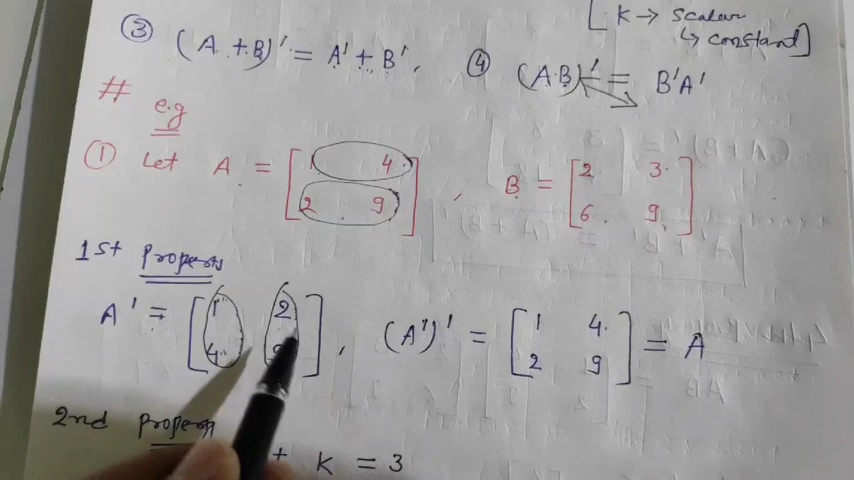 [K → scalar
↳ constant]
③ (A + B)' = A' + B',
④ (A.B)' = B'A'
# e.g
① Let A = [1 4 2 9], B = [2. 3. 6. 9]
1st Property
A' = [1 2 4. 9], (A')' = [1 4. 2 9] = A
2nd Property
K = 3